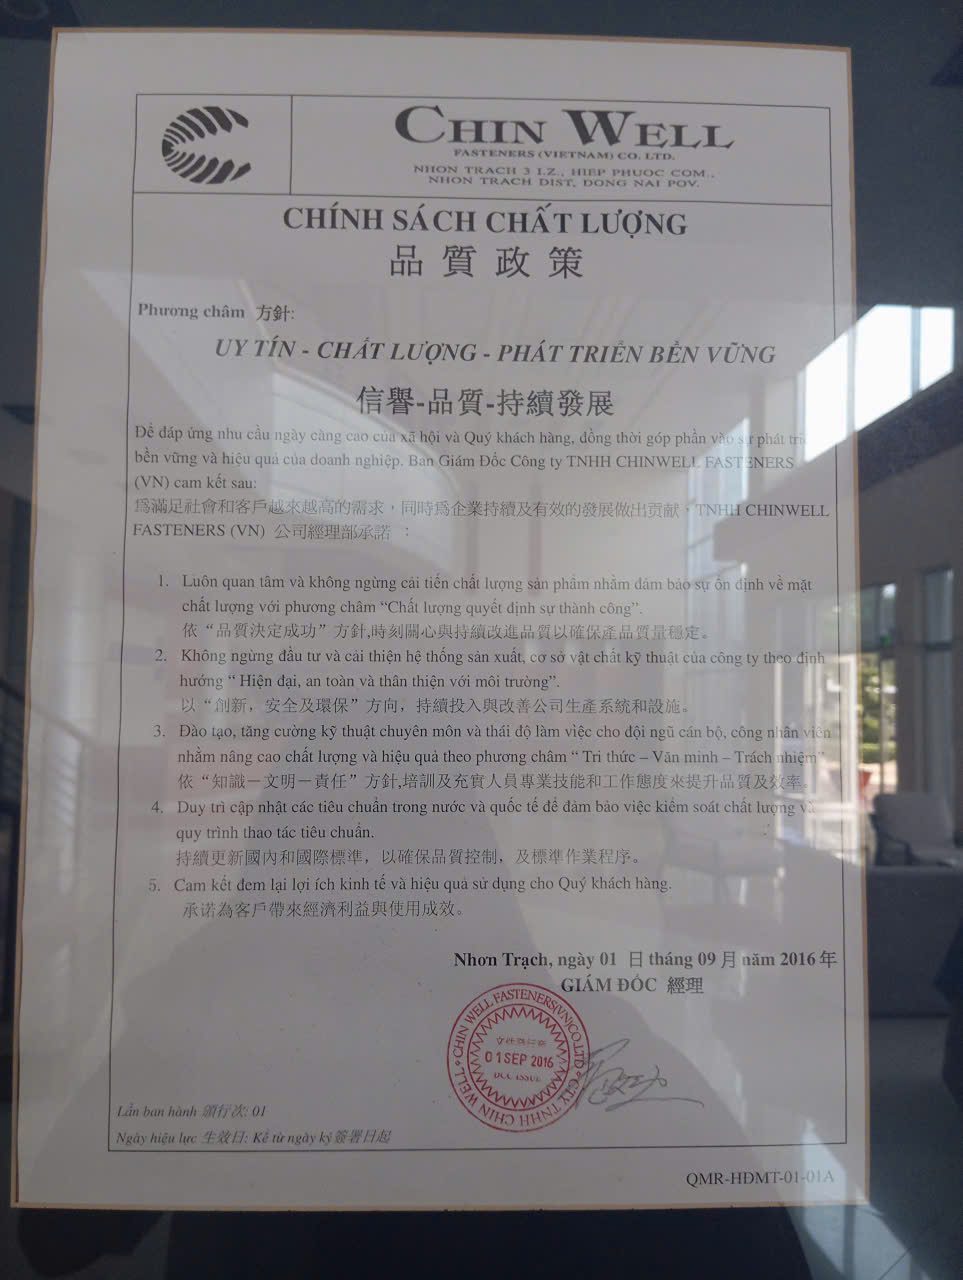 CHIN WELL
FASTENERS (VIETNAM) CO. LTD.
NHON TRACH 3 I.Z., HIEP PHUOC COM.,
NHON TRACH DIST, DONG NAI POV.
CHÍNH SÁCH CHẤT LƯỢNG
品質政策
Phương châm 方針:
UY TÍN - CHẤT LƯỢNG - PHÁT TRIỂN BỀN VỮNG
信譽-品質-持續發展
Để đáp ứng nhu cầu ngày càng cao của xã hội và Quý khách hàng, đồng thời góp phần vào sự phát
bền vững và hiệu quả của doanh nghiệp. Ban Giám Đốc Công ty TNHH CHINWELL FASTENERS
(VN) cam kết sau:
爲滿足社會和客戶越來越高的需求，同時爲企業持續及有效的發展做出贡献，TNHH CHINWELL
FASTENERS (VN) 公司經理部承諾 ：
1. Luôn quan tâm và không ngừng cải tiến chất lượng sản phẩm nhằm đảm bảo sự ổn định về mặt
chất lượng với phương châm “Chất lượng quyết định sự thành công”.
依“品質決定成功”方針,時刻關心與持續改進品質以確保產品質量穩定。
2. Không ngừng đầu tư và cải thiện hệ thống sản xuất, cơ sở vật chất kỹ thuật của công ty theo định
hướng “ Hiện đại, an toàn và thân thiện với môi trường”.
以“創新，安全及環保”方向，持續投入與改善公司生產系統和設施。
3. Đào tạo, tăng cường kỹ thuật chuyên môn và thái độ làm việc cho đội ngũ cán bộ, công nhân viên
nhằm nâng cao chất lượng và hiệu quả theo phương châm “ Tri thức – Văn minh – Trách nhiệm”
依“知識－文明－責任”方針,培訓及充實人員專業技能和工作態度來提升品質及效率。
4. Duy trì cập nhật các tiêu chuẩn trong nước và quốc tế để đảm bảo việc kiểm soát chất lượng và
quy trình thao tác tiêu chuẩn.
持續更新國內和國際標準，以確保品質控制，及標準作業程序。
5. Cam kết đem lại lợi ích kinh tế và hiệu quả sử dụng cho Quý khách hàng.
承诺為客戶帶來經濟利益與使用成效。
Nhơn Trạch, ngày 01 日 tháng 09 月 năm 2016 年
GIÁM ĐỐC 經理
CHIN WELL FASTENERS(VN)CO.LTD
CTY TNHH CHIN WELL
01 SEP 2016
DCC ISSUE
Lần ban hành 頒行次: 01
Ngày hiệu lực 生效日: Kể từ ngày ký 簽署日起
QMR-HDMT-01-01A